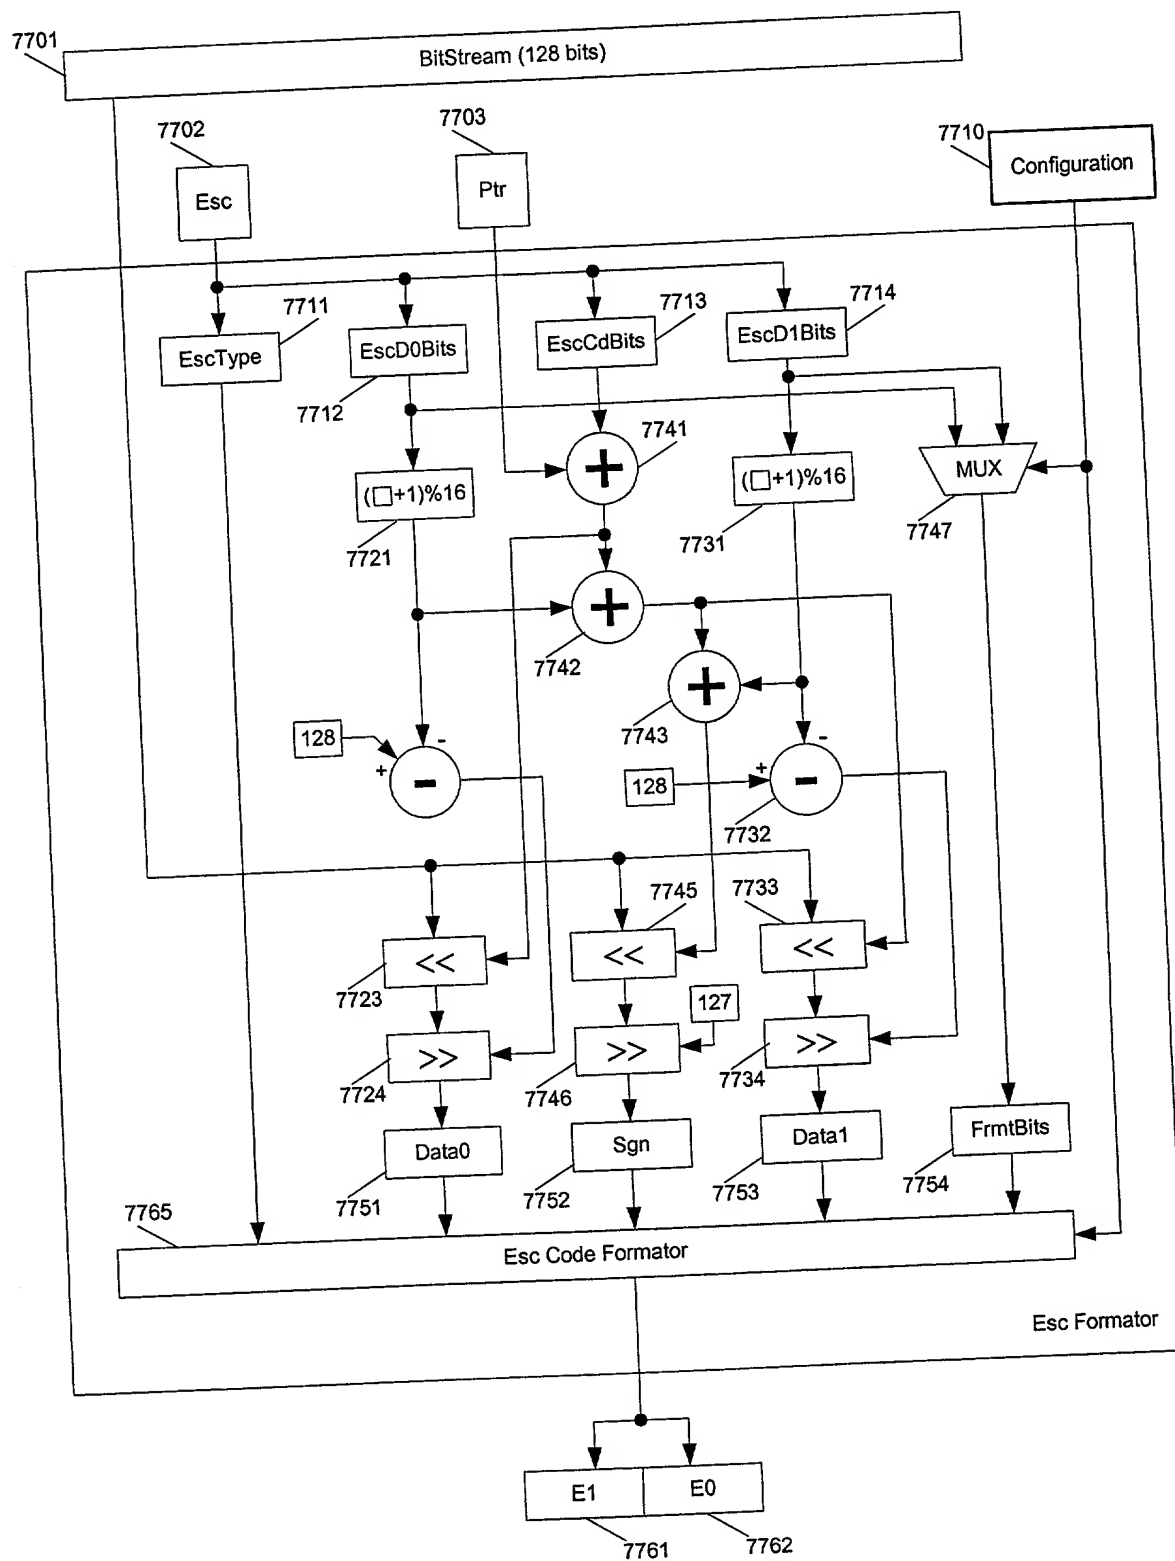 7701
BitStream (128 bits)
7702
7703
7710
Esc
Ptr
Configuration
7711
7713
7714
EscType
EscD0Bits
EscCdBits
EscD1Bits
7712
7741
(□+1)%16
+
(□+1)%16
MUX
7721
7731
7747
+
7742
+
7743
128
-
+
-
128
-
+
-
7732
7745
7733
<<
<<
<<
7723
127
>>
>>
>>
7724
7746
7734
Data0
Sgn
Data1
FrmtBits
7751
7752
7753
7754
7765
Esc Code Formator
Esc Formator
E1
E0
7761
7762